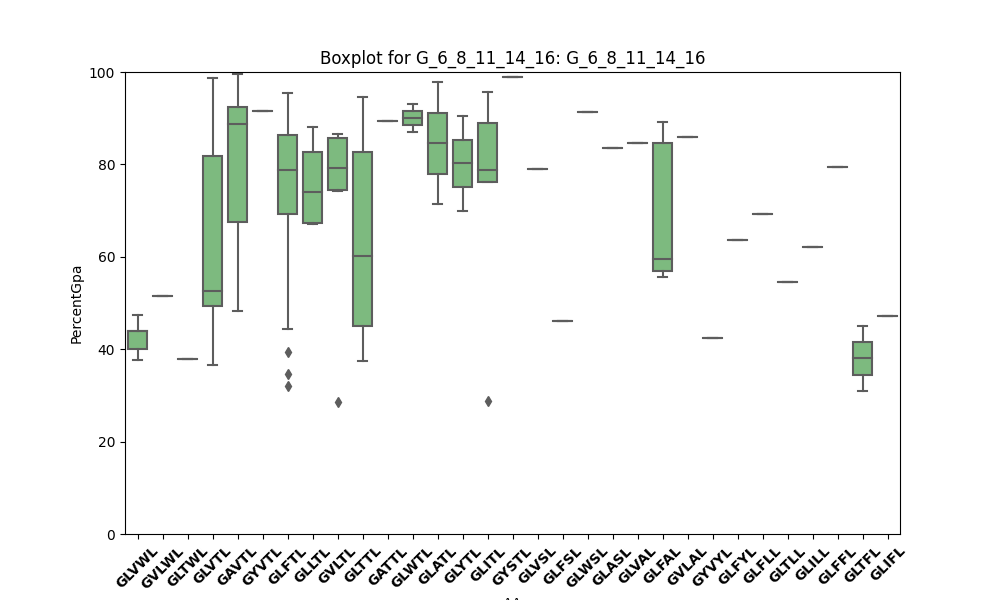 Boxplot for G_6_8_11_14_16: G_6_8_11_14_16
PercentGpa
100
80
60
40
20
0
GLVWL
GVLWL
GLTWL
GLVTL
GAVTL
GYVTL
GLFTL
GLLTL
GVLTL
GLTTL
GATTL
GLWTL
GLATL
GLYTL
GLITL
GYSTL
GLVSL
GLFSL
GLWSL
GLASL
GLVAL
GLFAL
GVLAL
GYVYL
GLFYL
GLFLL
GLTLL
GLILL
GLFFL
GLTFL
GLIFL